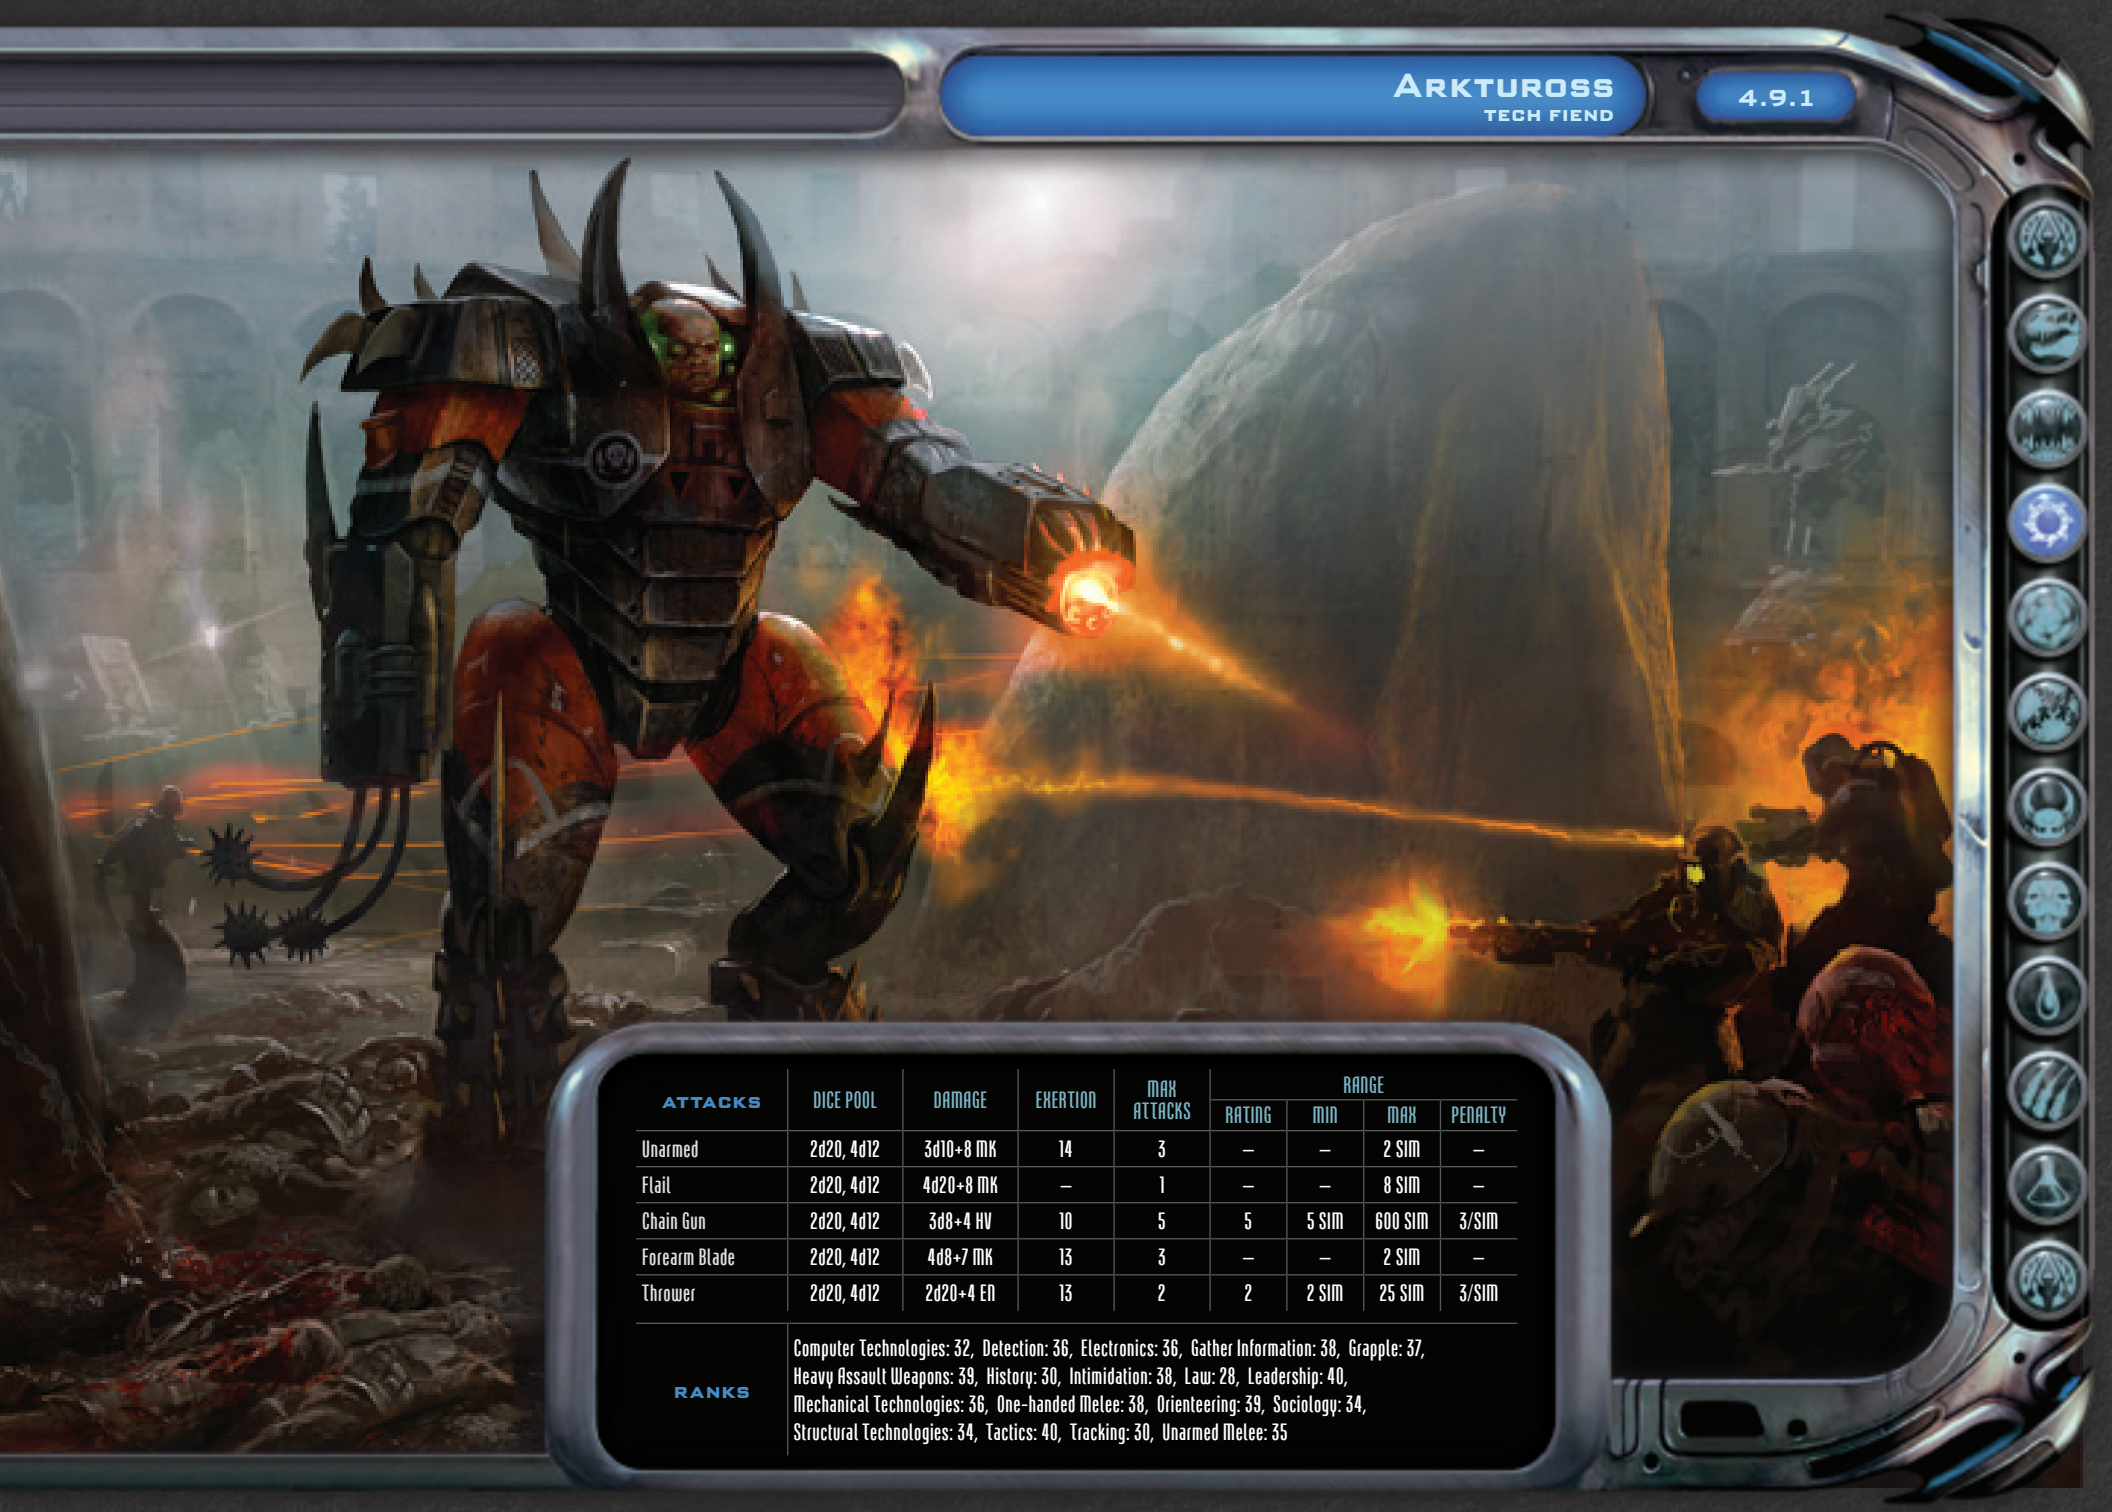 Arktuross
TECH FIEND
4.9.1
ATTACKS DICE POOL DAMAGE EXERTION MAX ATTACKS RANGE
RATING MIN MAX PENALTY
Unarmed 2d20, 4d12 3d10+8 MK 14 3 – – 2 SIM –
Flail 2d20, 4d12 4d20+8 MK – 1 – – 8 SIM –
Chain Gun 2d20, 4d12 3d8+4 HV 10 5 5 5 SIM 600 SIM 3/SIM
Forearm Blade 2d20, 4d12 4d8+7 MK 13 3 – – 2 SIM –
Thrower 2d20, 4d12 2d20+4 EN 13 2 2 2 SIM 25 SIM 3/SIM
RANKS
Computer Technologies: 32, Detection: 36, Electronics: 36, Gather Information: 38, Grapple: 37,
Heavy Assault Weapons: 39, History: 30, Intimidation: 38, Law: 28, Leadership: 40,
Mechanical Technologies: 36, One-handed Melee: 38, Orienteering: 39, Sociology: 34,
Structural Technologies: 34, Tactics: 40, Tracking: 30, Unarmed Melee: 35